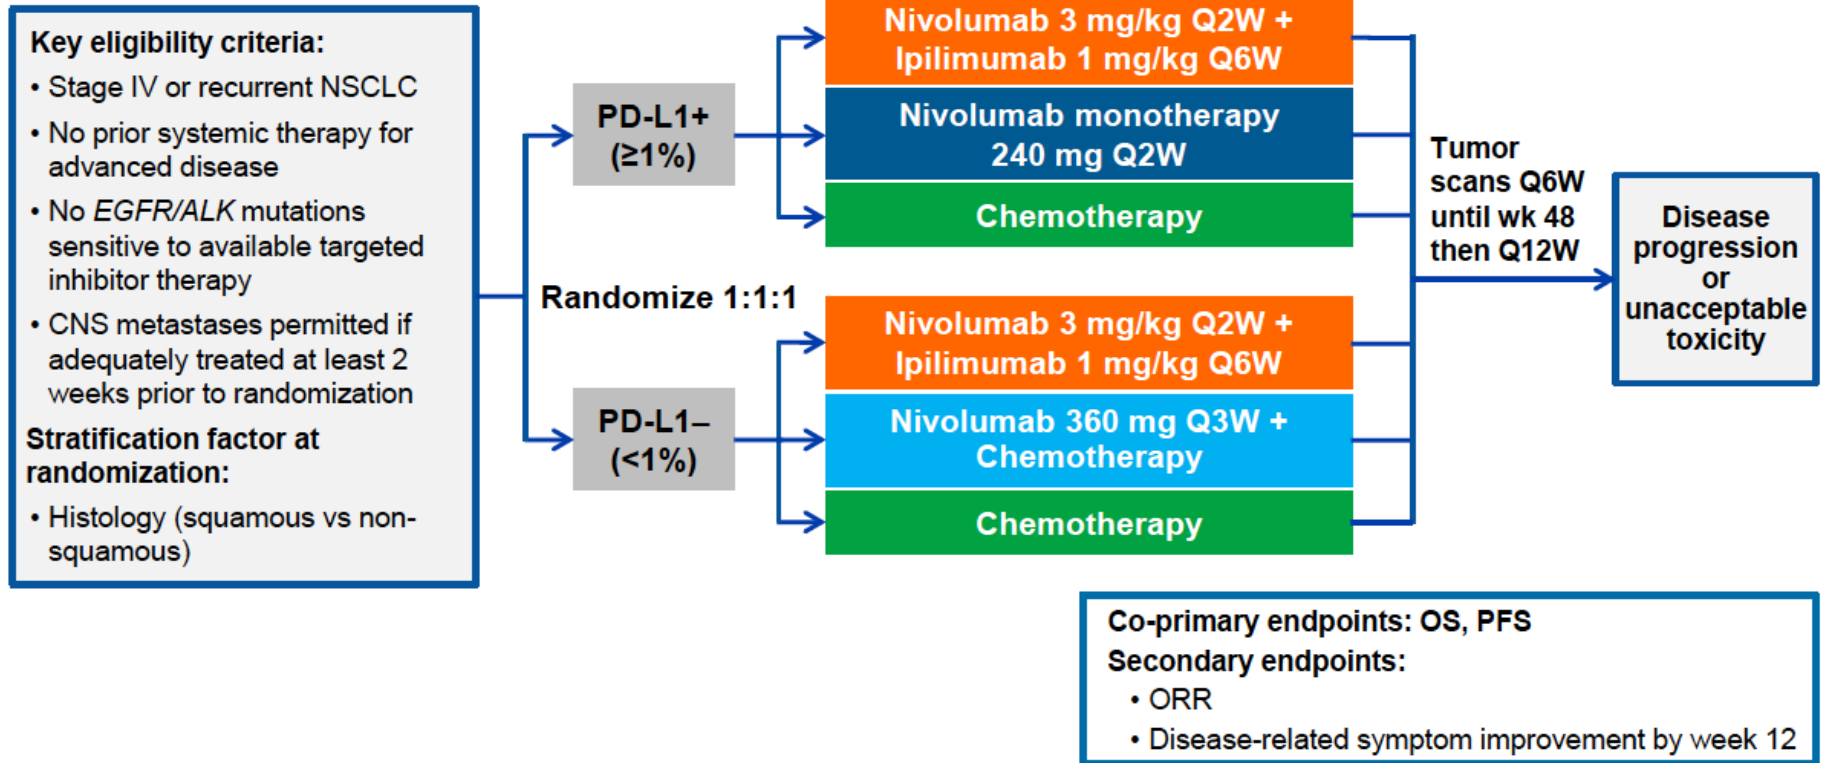 Key eligibility criteria:
• Stage IV or recurrent NSCLC
• No prior systemic therapy for
advanced disease
• No EGFR/ALK mutations
sensitive to available targeted
inhibitor therapy
• CNS metastases permitted if
adequately treated at least 2
weeks prior to randomization
Stratification factor at
randomization:
• Histology (squamous vs non-
squamous)
Randomize 1:1:1
PD-L1+
(≥1%)
Nivolumab 3 mg/kg Q2W +
Ipilimumab 1 mg/kg Q6W
Nivolumab monotherapy
240 mg Q2W
Chemotherapy
PD-L1–
(<1%)
Nivolumab 3 mg/kg Q2W +
Ipilimumab 1 mg/kg Q6W
Nivolumab 360 mg Q3W +
Chemotherapy
Chemotherapy
Tumor
scans Q6W
until wk 48
then Q12W
Disease
progression
or
unacceptable
toxicity
Co-primary endpoints: OS, PFS
Secondary endpoints:
• ORR
• Disease-related symptom improvement by week 12